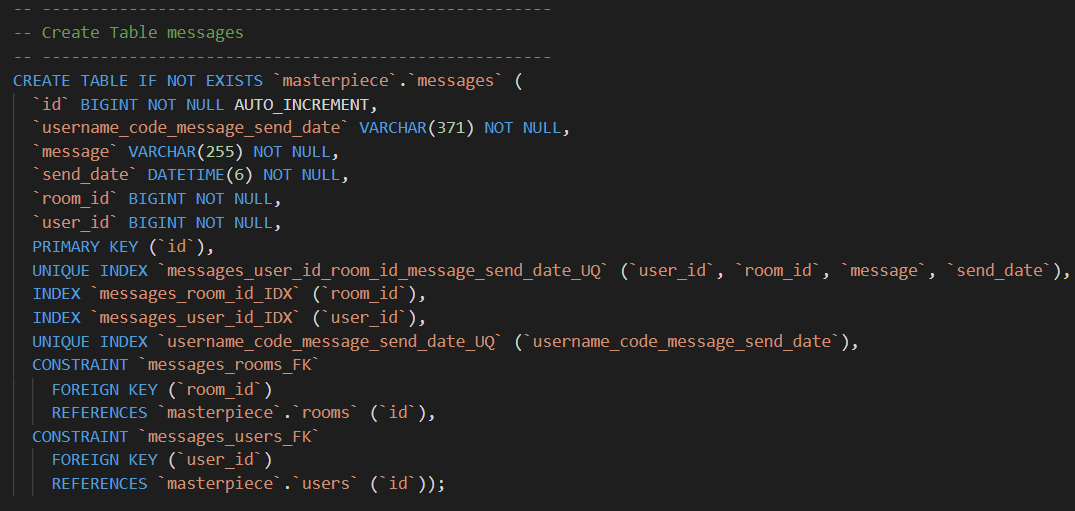 -- -----------------------------------------------------
-- Create Table messages
-- -----------------------------------------------------
CREATE TABLE IF NOT EXISTS `masterpiece`.`messages` (
  `id` BIGINT NOT NULL AUTO_INCREMENT,
  `username_code_message_send_date` VARCHAR(371) NOT NULL,
  `message` VARCHAR(255) NOT NULL,
  `send_date` DATETIME(6) NOT NULL,
  `room_id` BIGINT NOT NULL,
  `user_id` BIGINT NOT NULL,
  PRIMARY KEY (`id`),
  UNIQUE INDEX `messages_user_id_room_id_message_send_date_UQ` (`user_id`, `room_id`, `message`, `send_date`),
  INDEX `messages_room_id_IDX` (`room_id`),
  INDEX `messages_user_id_IDX` (`user_id`),
  UNIQUE INDEX `username_code_message_send_date_UQ` (`username_code_message_send_date`),
  CONSTRAINT `messages_rooms_FK`
    FOREIGN KEY (`room_id`)
    REFERENCES `masterpiece`.`rooms` (`id`),
  CONSTRAINT `messages_users_FK`
    FOREIGN KEY (`user_id`)
    REFERENCES `masterpiece`.`users` (`id`));